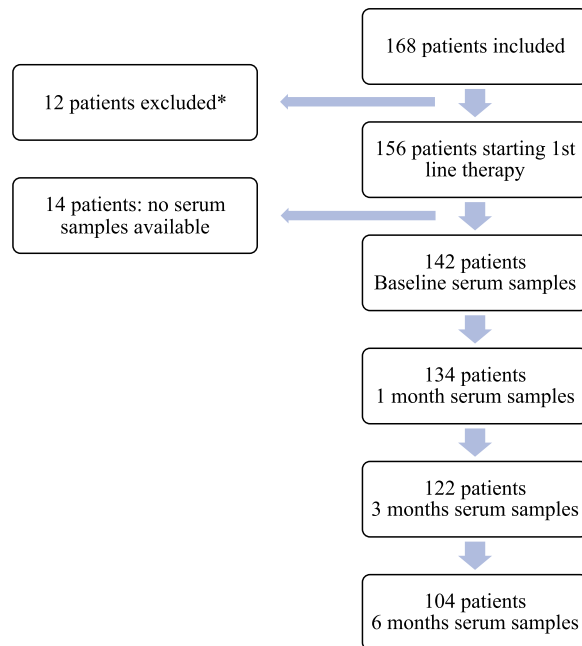 168 patients included
12 patients excluded*
156 patients starting 1st
line therapy
14 patients: no serum
samples available
142 patients
Baseline serum samples
134 patients
1 month serum samples
122 patients
3 months serum samples
104 patients
6 months serum samples